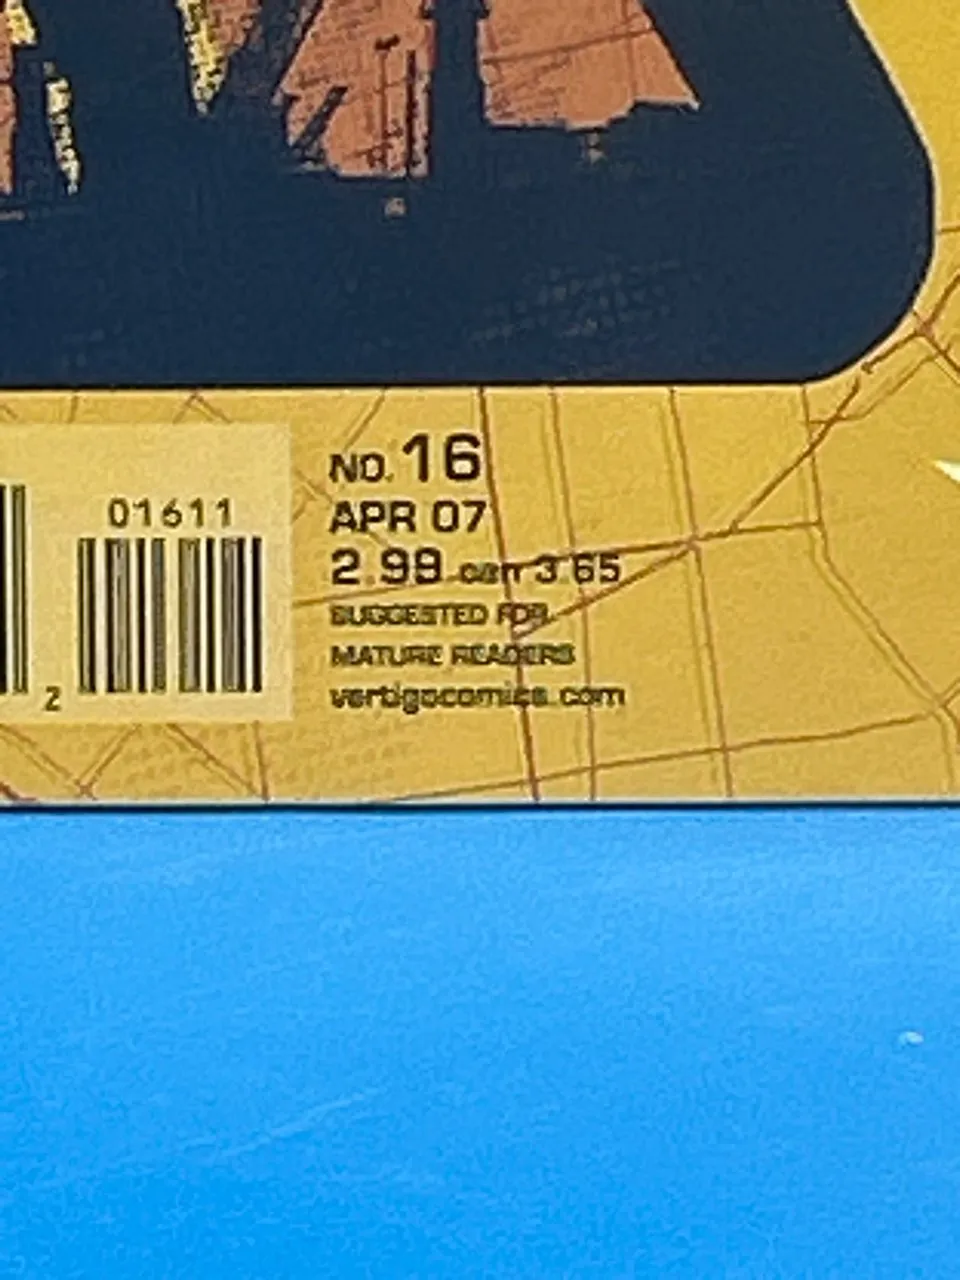 01611
2
NO. 16
APR 07
2.99 can 3.65
SUGGESTED FOR
MATURE READERS
vertigocomics.com